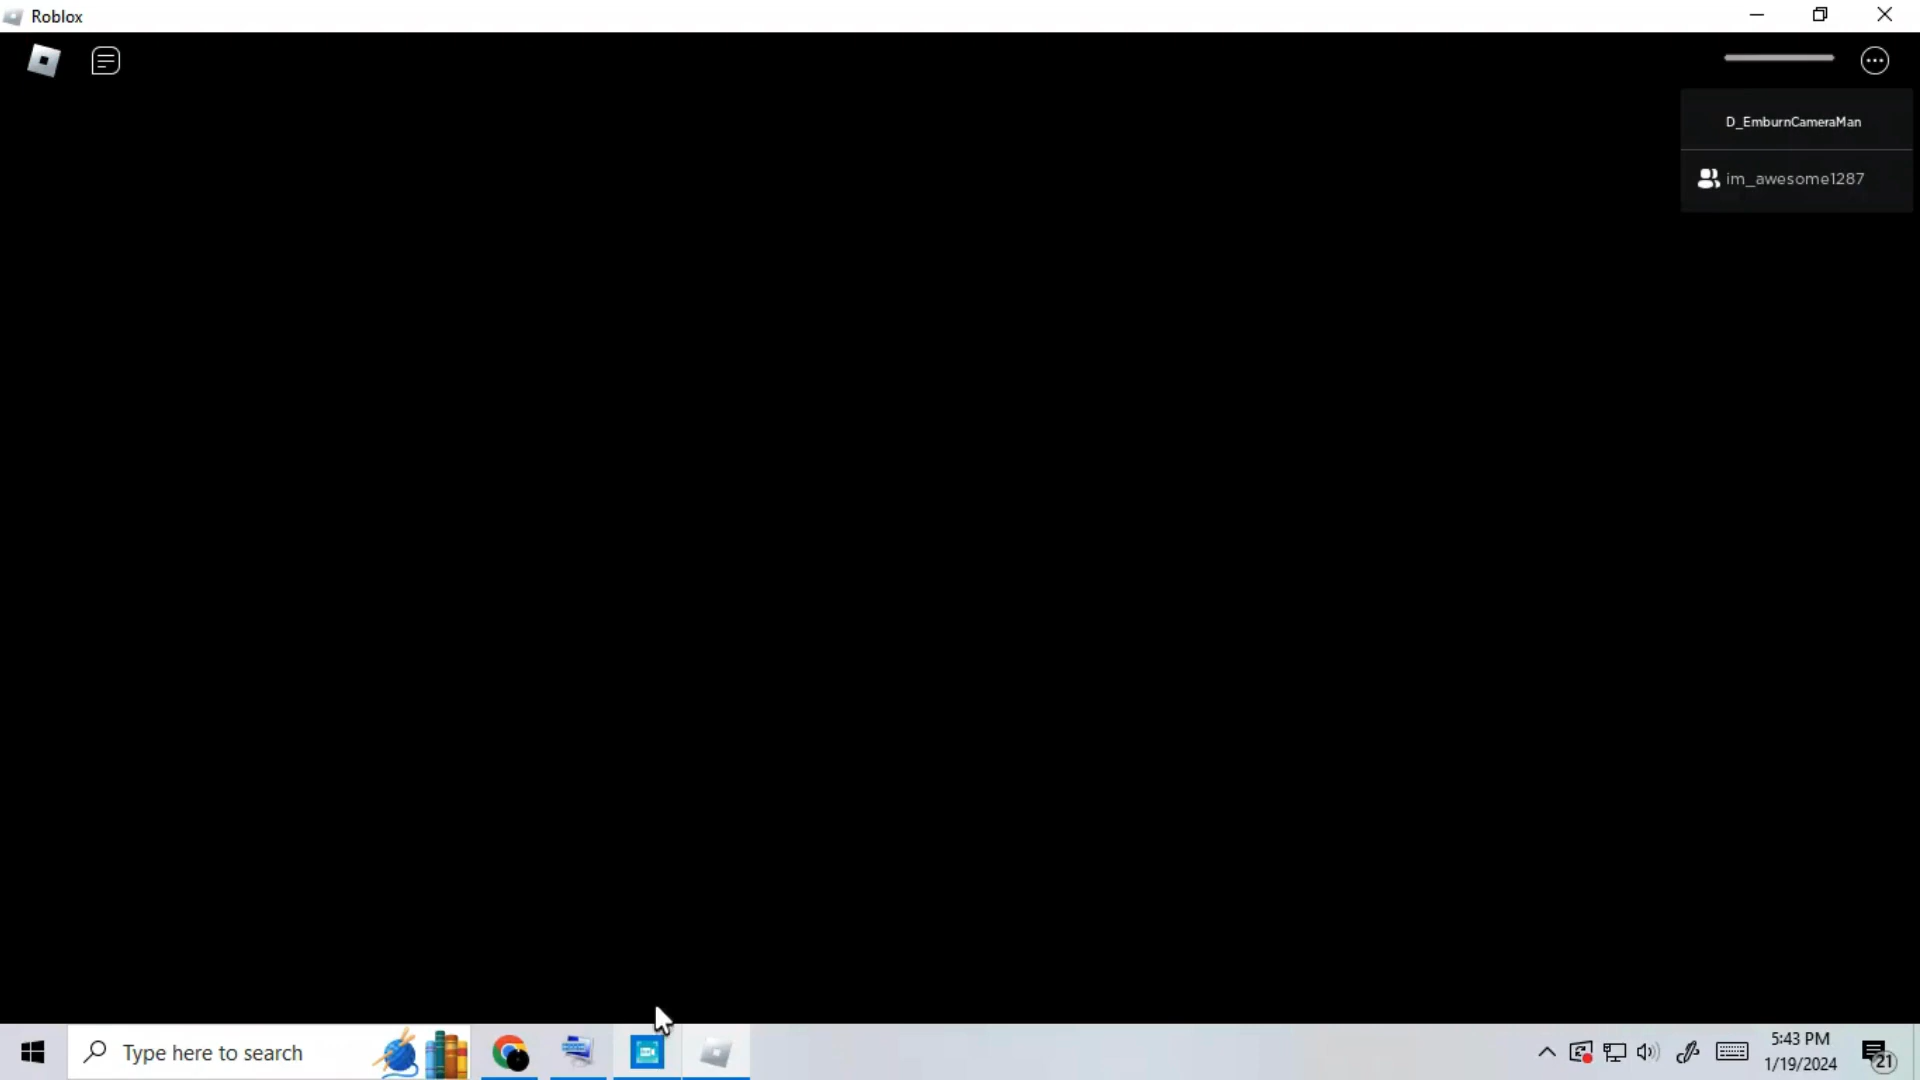 Roblox
D_EmburnCameraMan
im_awesome1287
Type here to search
5:43 PM
1/19/2024
21